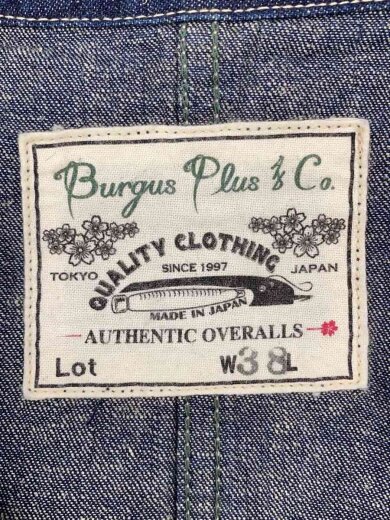 Burgus Plus & Co.
QUALITY CLOTHING
TOKYO SINCE 1997 JAPAN
MADE IN JAPAN
AUTHENTIC OVERALLS
Lot W38L